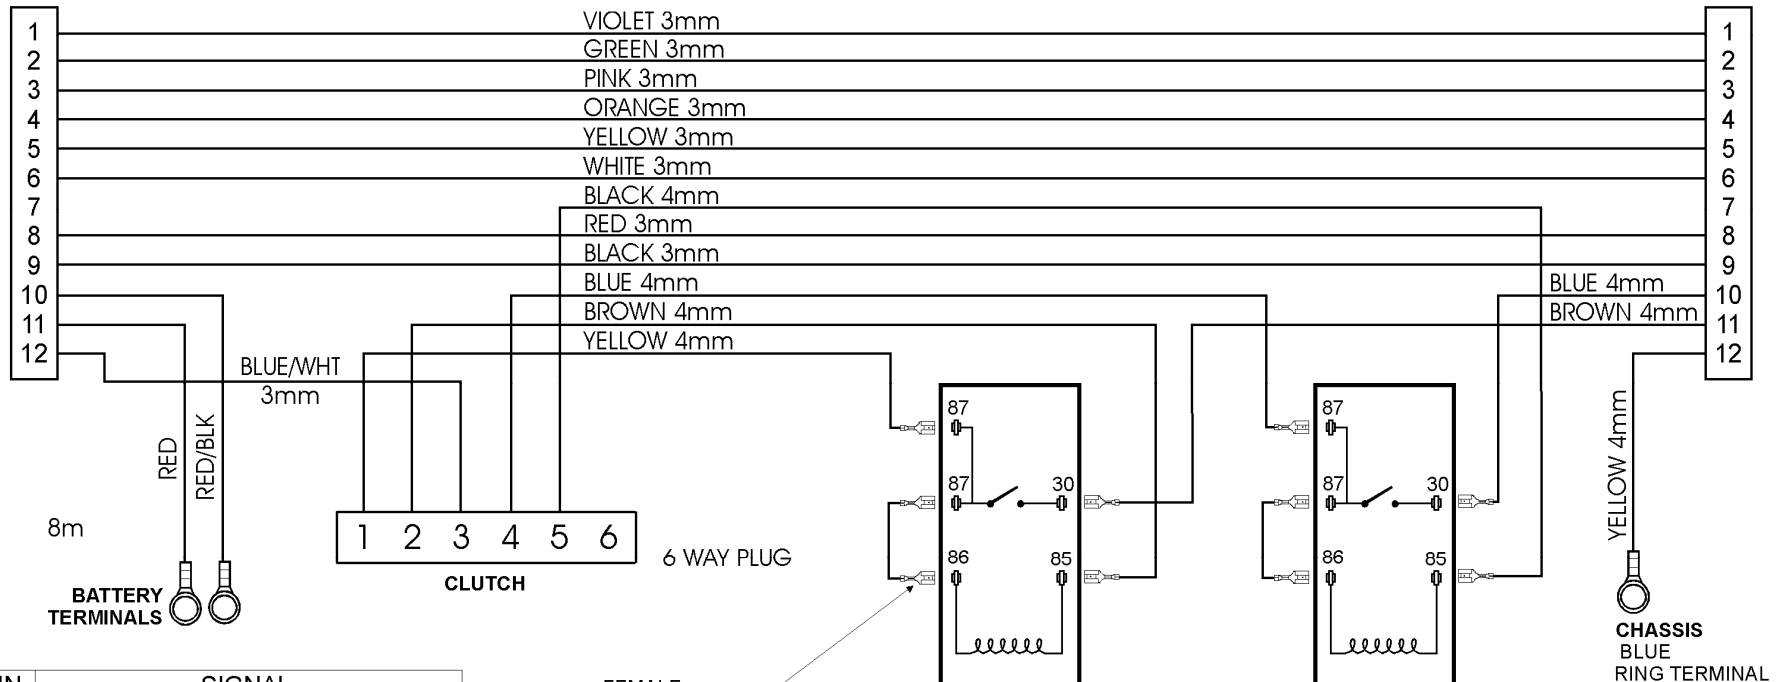 VIOLET 3mm
1 1
GREEN 3mm
2 2
PINK 3mm
3 3
ORANGE 3mm
4 4
YELLOW 3mm
5 5
WHITE 3mm
6 6
BLACK 4mm
7 7
RED 3mm
8 8
BLACK 3mm
9 9
BLUE 4mm BLUE 4mm
10 10
BROWN 4mm BROWN 4mm
11 11
YELLOW 4mm
12 12
BLUE/WHT
3mm
RED
RED/BLK
YELLOW 4mm
87 87
87 30 87 30
8m
1 2 3 4 5 6
6 WAY PLUG
86 85 86 85
CLUTCH
BATTERY
TERMINALS
CHASSIS
BLUE
RING TERMINAL